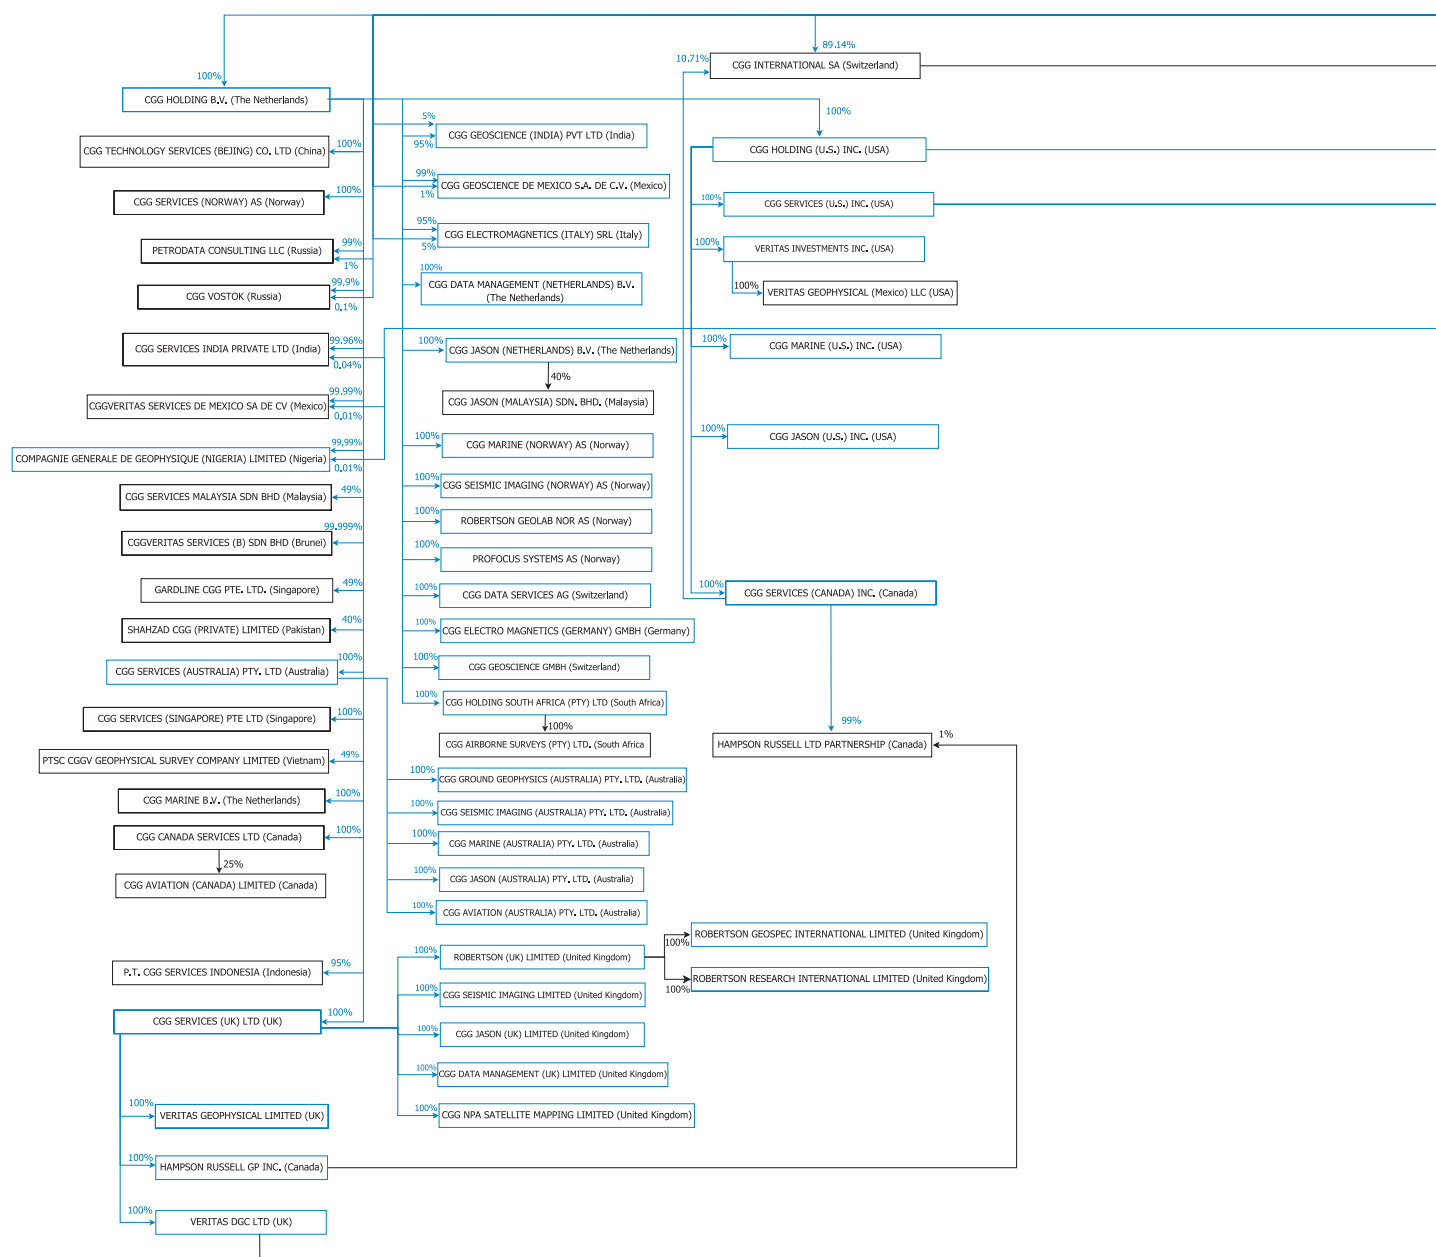 89.14%
10.71%
CGG INTERNATIONAL SA (Switzerland)
100%
CGG HOLDING B.V. (The Netherlands)
100%
5%
CGG GEOSCIENCE (INDIA) PVT LTD (India)
95%
100%
CGG TECHNOLOGY SERVICES (BEJING) CO. LTD (China)
CGG HOLDING (U.S.) INC. (USA)
99%
CGG GEOSCIENCE DE MEXICO S.A. DE C.V. (Mexico)
1%
100%
CGG SERVICES (NORWAY) AS (Norway)
100%
CGG SERVICES (U.S.) INC. (USA)
95%
CGG ELECTROMAGNETICS (ITALY) SRL (Italy)
5%
99%
PETRODATA CONSULTING LLC (Russia)
1%
100%
VERITAS INVESTMENTS INC. (USA)
100%
CGG DATA MANAGEMENT (NETHERLANDS) B.V.
(The Netherlands)
99,9%
CGG VOSTOK (Russia)
0.1%
100%
VERITAS GEOPHYSICAL (Mexico) LLC (USA)
99.96%
CGG SERVICES INDIA PRIVATE LTD (India)
0.04%
100%
CGG JASON (NETHERLANDS) B.V. (The Netherlands)
100%
CGG MARINE (U.S.) INC. (USA)
40%
CGG JASON (MALAYSIA) SDN. BHD. (Malaysia)
99.99%
CGGVERITAS SERVICES DE MEXICO SA DE CV (Mexico)
0.01%
100%
CGG MARINE (NORWAY) AS (Norway)
100%
CGG JASON (U.S.) INC. (USA)
99,99%
COMPAGNIE GENERALE DE GEOPHYSIQUE (NIGERIA) LIMITED (Nigeria)
0.01%
100%
CGG SEISMIC IMAGING (NORWAY) AS (Norway)
CGG SERVICES MALAYSIA SDN BHD (Malaysia)
49%
100%
ROBERTSON GEOLAB NOR AS (Norway)
99.999%
CGGVERITAS SERVICES (B) SDN BHD (Brunei)
100%
PROFOCUS SYSTEMS AS (Norway)
GARDLINE CGG PTE. LTD. (Singapore)
49%
100%
CGG DATA SERVICES AG (Switzerland)
100%
CGG SERVICES (CANADA) INC. (Canada)
SHAHZAD CGG (PRIVATE) LIMITED (Pakistan)
40%
100%
CGG ELECTRO MAGNETICS (GERMANY) GMBH (Germany)
100%
CGG SERVICES (AUSTRALIA) PTY. LTD (Australia)
100%
CGG GEOSCIENCE GMBH (Switzerland)
100%
CGG HOLDING SOUTH AFRICA (PTY) LTD (South Africa)
CGG SERVICES (SINGAPORE) PTE LTD (Singapore)
100%
100%
CGG AIRBORNE SURVEYS (PTY) LTD. (South Africa
99%
HAMPSON RUSSELL LTD PARTNERSHIP (Canada)
1%
PTSC CGGV GEOPHYSICAL SURVEY COMPANY LIMITED (Vietnam)
49%
100%
CGG GROUND GEOPHYSICS (AUSTRALIA) PTY. LTD. (Australia)
CGG MARINE B.V. (The Netherlands)
100%
100%
CGG SEISMIC IMAGING (AUSTRALIA) PTY. LTD. (Australia)
CGG CANADA SERVICES LTD (Canada)
100%
100%
CGG MARINE (AUSTRALIA) PTY. LTD. (Australia)
25%
CGG AVIATION (CANADA) LIMITED (Canada)
100%
CGG JASON (AUSTRALIA) PTY. LTD. (Australia)
100%
CGG AVIATION (AUSTRALIA) PTY. LTD. (Australia)
ROBERTSON GEOSPEC INTERNATIONAL LIMITED (United Kingdom)
100%
100%
ROBERTSON (UK) LIMITED (United Kingdom)
P.T. CGG SERVICES INDONESIA (Indonesia)
95%
ROBERTSON RESEARCH INTERNATIONAL LIMITED (United Kingdom)
100%
100%
CGG SEISMIC IMAGING LIMITED (United Kingdom)
100%
CGG SERVICES (UK) LTD (UK)
100%
CGG JASON (UK) LIMITED (United Kingdom)
100%
CGG DATA MANAGEMENT (UK) LIMITED (United Kingdom)
100%
VERITAS GEOPHYSICAL LIMITED (UK)
100%
CGG NPA SATELLITE MAPPING LIMITED (United Kingdom)
100%
HAMPSON RUSSELL GP INC. (Canada)
100%
VERITAS DGC LTD (UK)